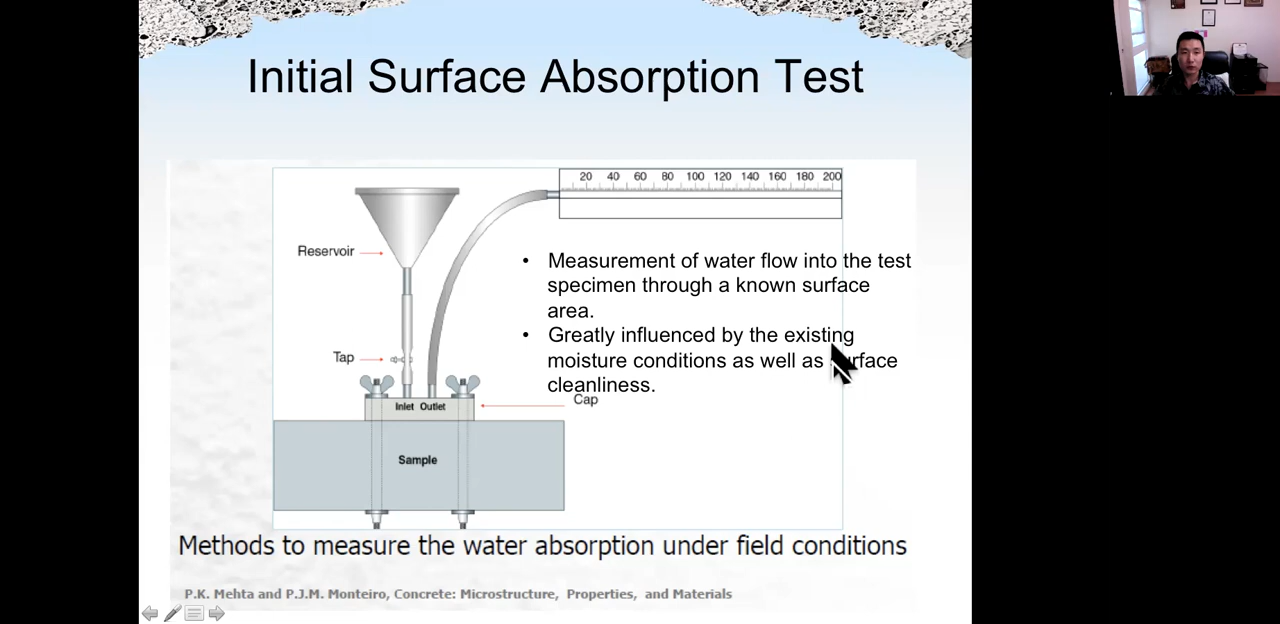 Initial Surface Absorption Test
20 40 60 80 100 120 140 160 180 200
Reservoir
• Measurement of water flow into the test
specimen through a known surface
area.
• Greatly influenced by the existing
moisture conditions as well as surface
cleanliness.
Tap
Cap
Inlet Outlet
Sample
Methods to measure the water absorption under field conditions
P.K. Mehta and P.J.M. Monteiro, Concrete: Microstructure, Properties, and Materials